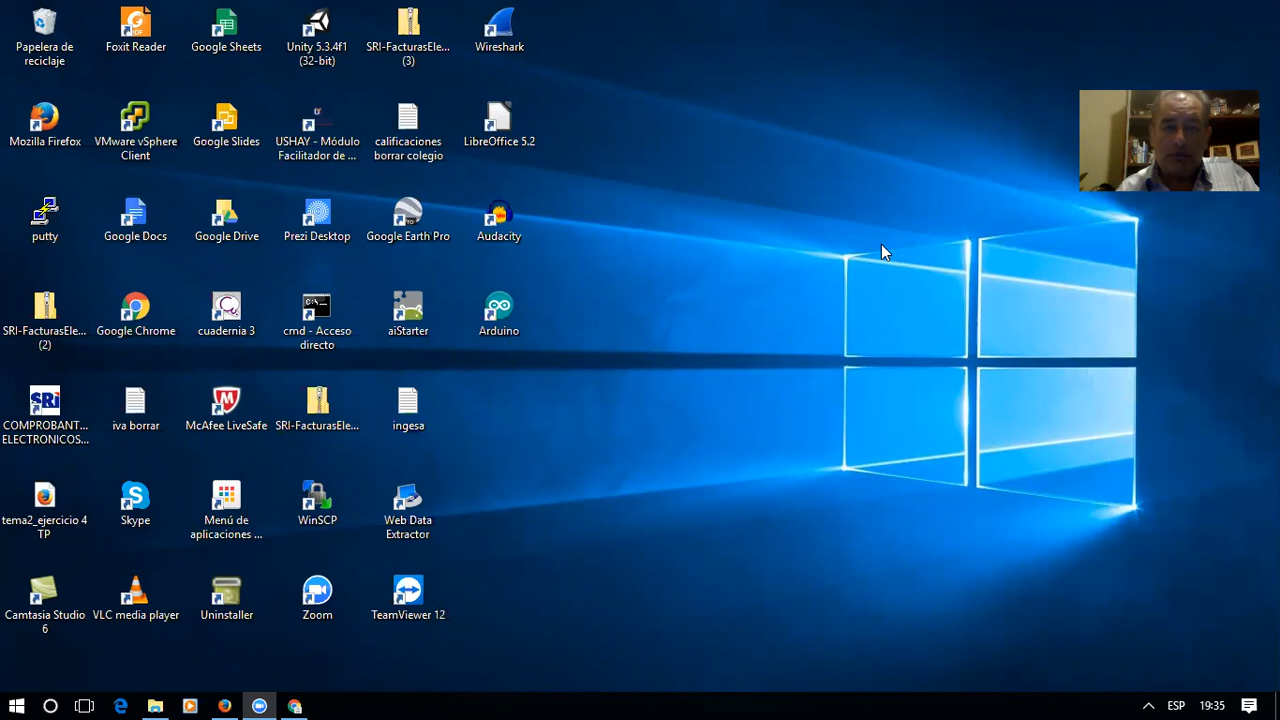 Papelera de
reciclaje
Foxit Reader
Google Sheets
Unity 5.3.4f1
(32-bit)
SRI-FacturasEle...
(3)
Wireshark
Mozilla Firefox
VMware vSphere
Client
Google Slides
USHAY - Módulo
Facilitador de ...
calificaciones
borrar colegio
LibreOffice 5.2
putty
Google Docs
Google Drive
Prezi Desktop
Google Earth Pro
Audacity
SRI-FacturasEle...
(2)
Google Chrome
cuadernia 3
cmd - Acceso
directo
aiStarter
Arduino
SRi
COMPROBANT...
ELECTRONICOS...
iva borrar
McAfee LiveSafe
SRI-FacturasEle...
ingesa
tema2_ejercicio 4
TP
Skype
Menú de
aplicaciones ...
WinSCP
Web Data
Extractor
Camtasia Studio
6
VLC media player
Uninstaller
Zoom
TeamViewer 12
ESP
19:35